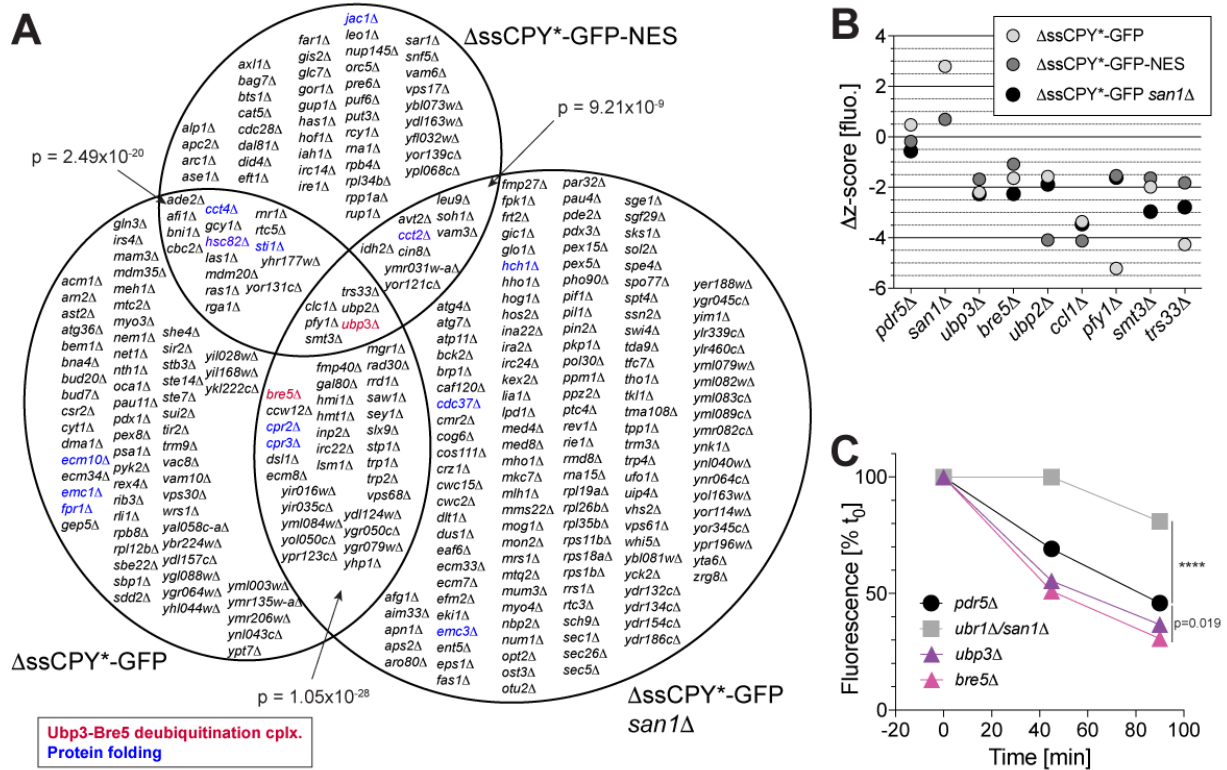 A
ΔssCPY*-GFP-NES
p = 2.49x10-20
p = 9.21x10-9
alp1Δ
apc2Δ
arc1Δ
ase1Δ
axl1Δ
bag7Δ
bts1Δ
cat5Δ
cdc28Δ
dal81Δ
did4Δ
eft1Δ
far1Δ
gis2Δ
glc7Δ
gor1Δ
gup1Δ
has1Δ
hof1Δ
iah1Δ
irc14Δ
ire1Δ
jac1Δ
leo1Δ
nup145Δ
orc5Δ
pre6Δ
puf6Δ
put3Δ
rcy1Δ
rna1Δ
rpb4Δ
rpl34bΔ
rpp1aΔ
rup1Δ
sar1Δ
snf5Δ
vam6Δ
vps17Δ
ybl073wΔ
ydl163wΔ
yfl032wΔ
yor139cΔ
ypl068cΔ
ade2Δ
afi1Δ
bni1Δ
cbc2Δ
cct4Δ
gcy1Δ
hsc82Δ
las1Δ
mdm20Δ
ras1Δ
rga1Δ
mr1Δ
rtc5Δ
sti1Δ
yhr177wΔ
yor131cΔ
idh2Δ
avt2Δ
cct2Δ
cin8Δ
ymr031w-aΔ
yor121cΔ
leu9Δ
soh1Δ
vam3Δ
clc1Δ
pfy1Δ
smt3Δ
trs33Δ
ubp2Δ
ubp3Δ
acm1Δ
am2Δ
ast2Δ
atg36Δ
bem1Δ
bna4Δ
bud20Δ
bud7Δ
csr2Δ
cyt1Δ
dma1Δ
ecm10Δ
ecm34Δ
emc1Δ
fpr1Δ
gep5Δ
gln3Δ
irs4Δ
mam3Δ
mdm35Δ
meh1Δ
mtc2Δ
myo3Δ
nem1Δ
net1Δ
nth1Δ
oca1Δ
pau11Δ
pdx1Δ
pex8Δ
psa1Δ
pyk2Δ
rex4Δ
rib3Δ
rli1Δ
rpb8Δ
rpl12bΔ
sbe22Δ
sbp1Δ
sdd2Δ
she4Δ
sir2Δ
stb3Δ
ste14Δ
ste7Δ
sui2Δ
tir2Δ
trm9Δ
vac8Δ
vam10Δ
vps30Δ
wrs1Δ
yal058c-aΔ
ybr224wΔ
ydl157cΔ
ygl088wΔ
ygr064wΔ
yhl044wΔ
yil028wΔ
yil168wΔ
ykl222cΔ
yml003wΔ
ymr135w-aΔ
ymr206wΔ
ynl043cΔ
ypt7Δ
bre5Δ
ccw12Δ
cpr2Δ
cpr3Δ
dsl1Δ
ecm8Δ
yir016wΔ
yir035cΔ
yml084wΔ
yol050cΔ
ypr123cΔ
fmp40Δ
gal80Δ
hmi1Δ
hmt1Δ
inp2Δ
irc22Δ
lsm1Δ
mgr1Δ
rad30Δ
rrd1Δ
saw1Δ
sey1Δ
slx9Δ
stp1Δ
trp1Δ
trp2Δ
vps68Δ
ydl124wΔ
ygr050cΔ
ygr079wΔ
yhp1Δ
afg1Δ
aim33Δ
apn1Δ
aps2Δ
aro80Δ
atg4Δ
atg7Δ
atp11Δ
bck2Δ
brp1Δ
caf120Δ
cdc37Δ
cmr2Δ
cog6Δ
cos111Δ
crz1Δ
cwc15Δ
cwc2Δ
dlt1Δ
dus1Δ
eaf6Δ
ecm33Δ
ecm7Δ
efm2Δ
eki1Δ
emc3Δ
ent5Δ
eps1Δ
fas1Δ
fmp27Δ
fpk1Δ
frt2Δ
gic1Δ
glo1Δ
hch1Δ
hho1Δ
hog1Δ
hos2Δ
ina22Δ
ira2Δ
irc24Δ
kex2Δ
lia1Δ
lpd1Δ
med4Δ
med8Δ
mho1Δ
mkc7Δ
mlh1Δ
mms22Δ
mog1Δ
mon2Δ
mrs1Δ
mtq2Δ
mum3Δ
myo4Δ
nbp2Δ
num1Δ
opt2Δ
ost3Δ
otu2Δ
par32Δ
pau4Δ
pde2Δ
pdx3Δ
pex15Δ
pex5Δ
pho90Δ
pif1Δ
pil1Δ
pin2Δ
pkp1Δ
pol30Δ
ppm1Δ
ppz2Δ
ptc4Δ
rev1Δ
rie1Δ
rmd8Δ
rna15Δ
rpl19aΔ
rpl26bΔ
rpl35bΔ
rps11bΔ
rps18aΔ
rps1bΔ
rrs1Δ
rtc3Δ
sch9Δ
sec1Δ
sec26Δ
sec5Δ
sge1Δ
sgf29Δ
sks1Δ
sol2Δ
spe4Δ
spo77Δ
spt4Δ
ssn2Δ
swi4Δ
tda9Δ
tfc7Δ
tho1Δ
tkl1Δ
tma108Δ
tpp1Δ
trm3Δ
trp4Δ
ufo1Δ
uip4Δ
vhs2Δ
vps61Δ
whi5Δ
ybl081wΔ
yck2Δ
ydr132cΔ
ydr134cΔ
ydr154cΔ
ydr186cΔ
yer188wΔ
ygr045cΔ
yim1Δ
ylr339cΔ
ylr460cΔ
yml079wΔ
yml082wΔ
yml083cΔ
yml089cΔ
ymr082cΔ
ynk1Δ
ynl040wΔ
ynr064cΔ
yol163wΔ
yor114wΔ
yor345cΔ
ypr196wΔ
yta6Δ
zrg8Δ
ΔssCPY*-GFP
p = 1.05x10-28
ΔssCPY*-GFP
san1Δ
Ubp3-Bre5 deubiquitination cplx.
Protein folding
B
Δz-score [fluo.]
4
2
0
-2
-4
-6
ΔssCPY*-GFP
ΔssCPY*-GFP-NES
ΔssCPY*-GFP san1Δ
pdr5Δ
san1Δ
ubp3Δ
bre5Δ
ubp2Δ
ccl1Δ
pfy1Δ
smt3Δ
trs33Δ
C
Fluorescence [% t0]
100
50
0
pdr5Δ
ubr1Δ/san1Δ
ubp3Δ
bre5Δ
****
p=0.019
-20 0 20 40 60 80 100
Time [min]